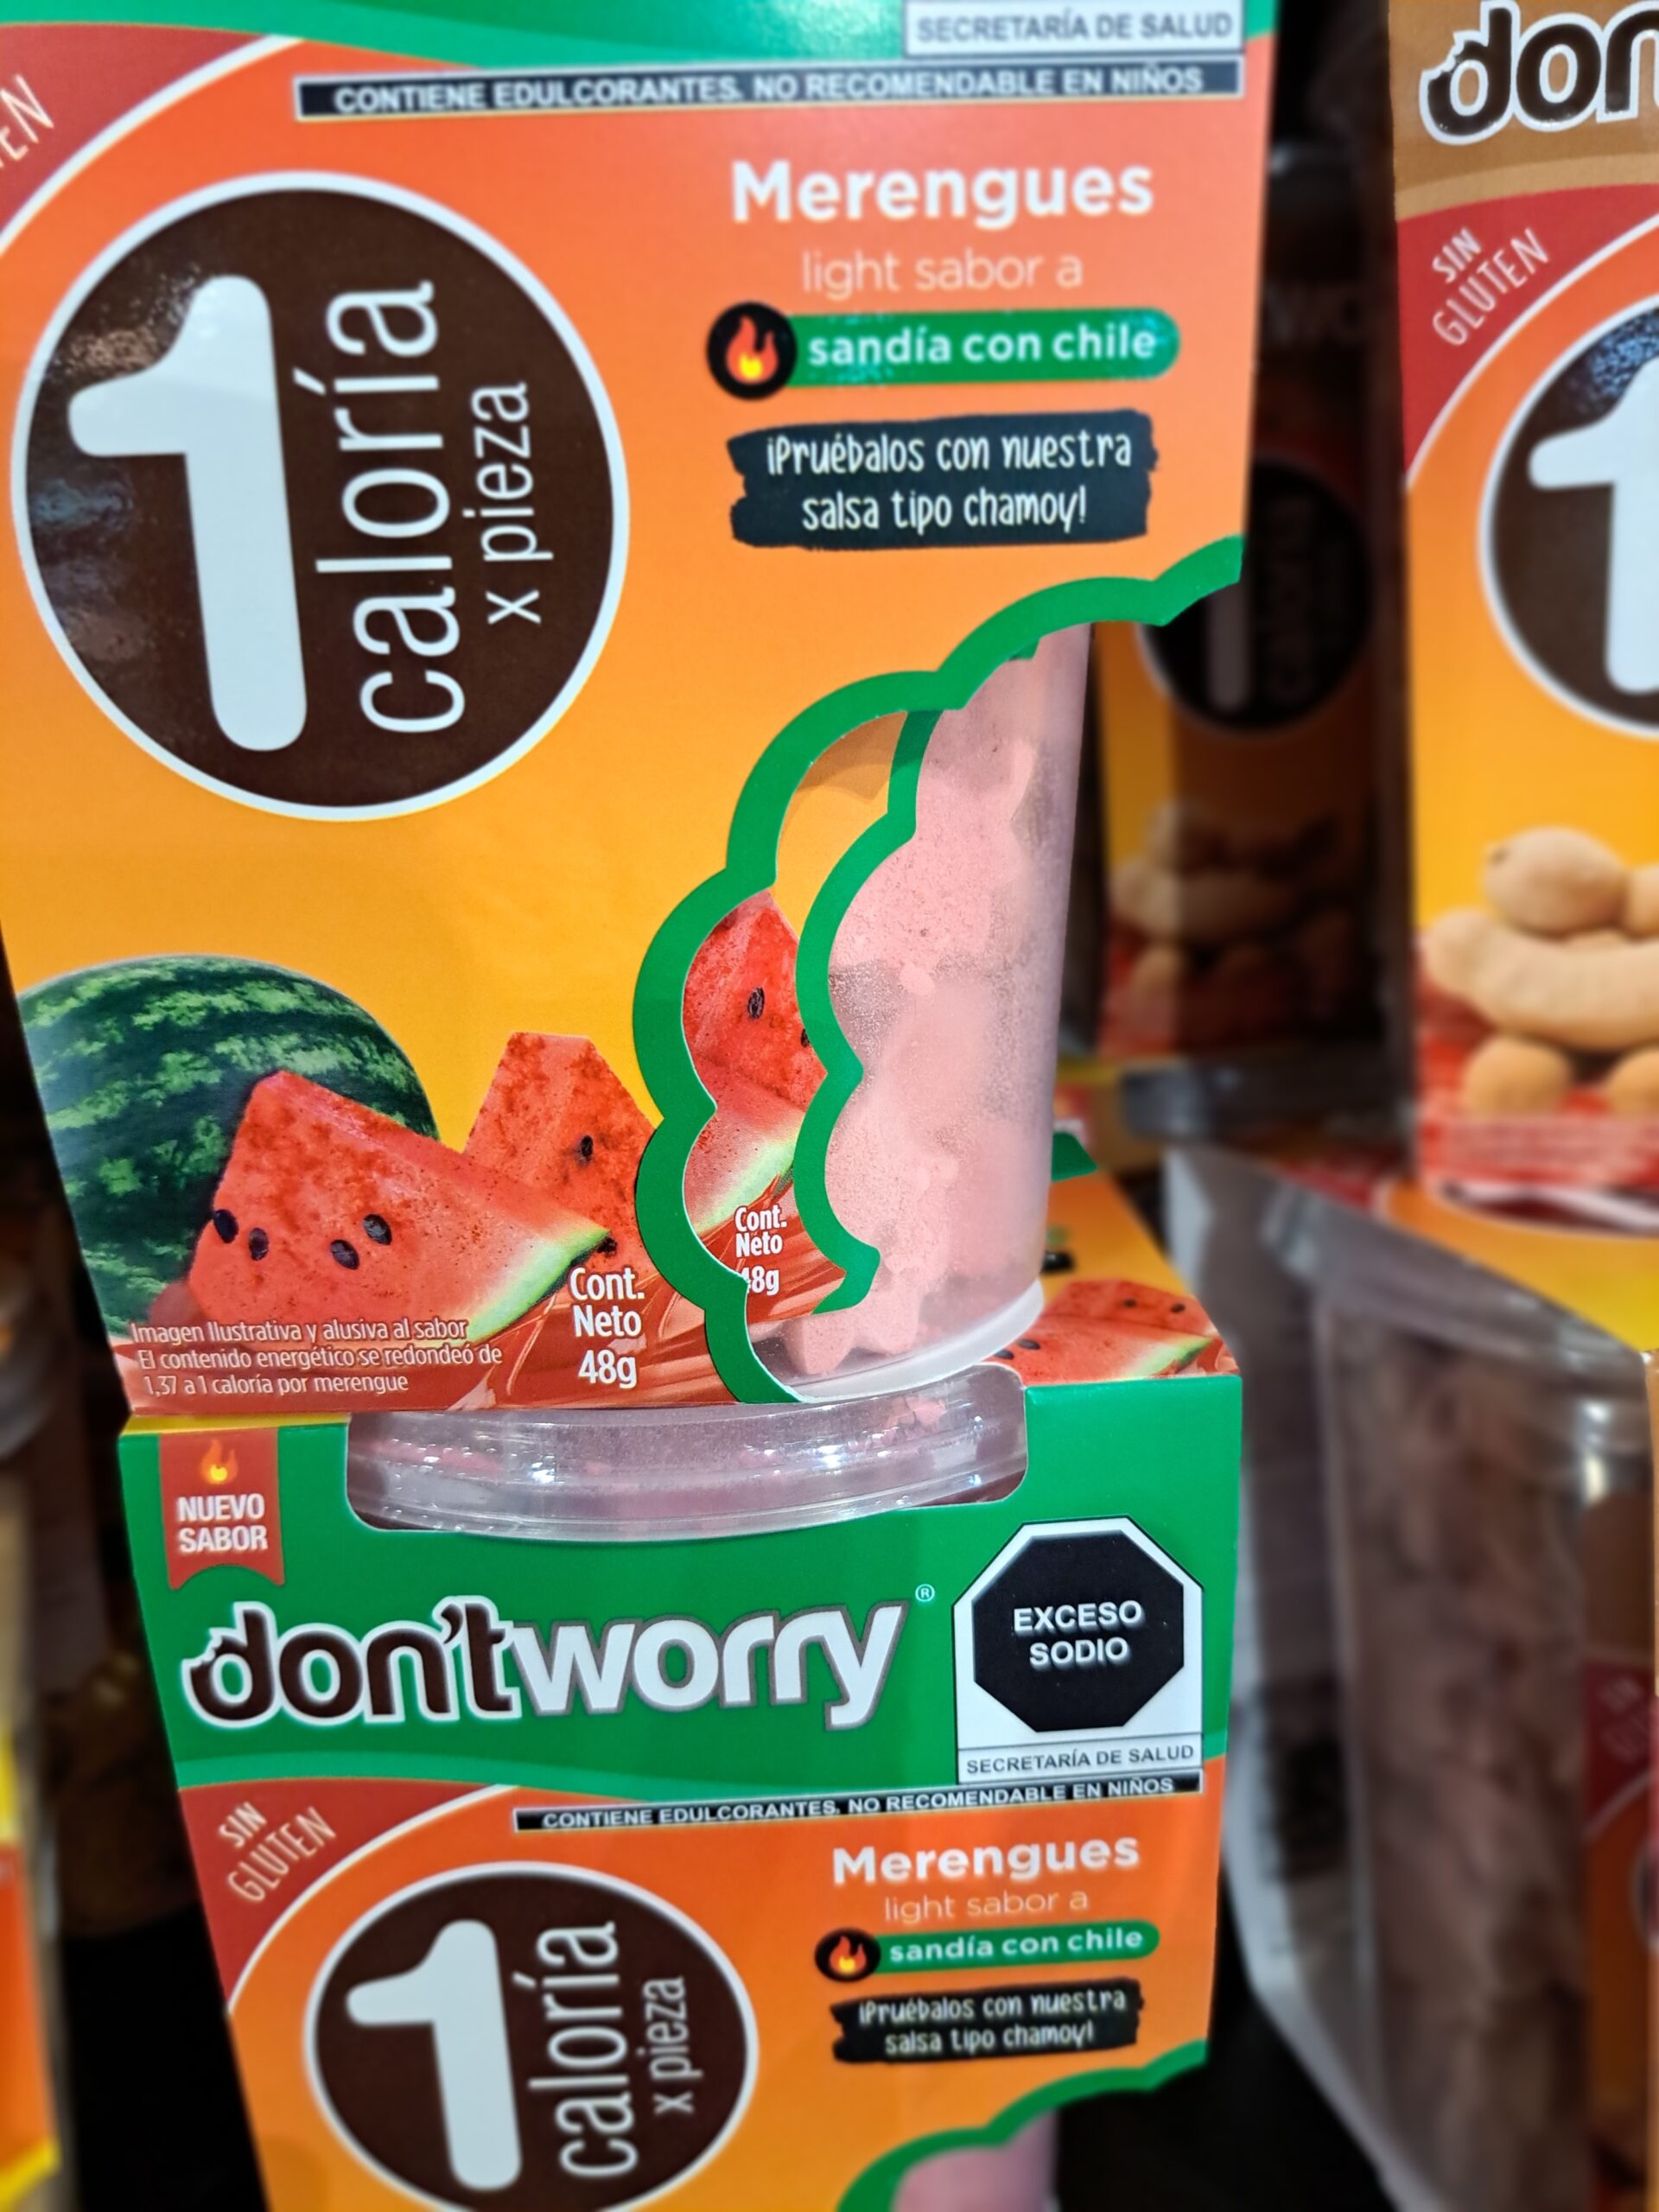 SECRETARÍA DE SALUD
CONTIENE EDULCORANTES. NO RECOMENDABLE EN NIÑOS
1
caloría
x pieza
Merengues
light sabor a
sandía con chile
¡Pruébalos con nuestra
salsa tipo chamoy!
Cont.
Neto
48g
Cont.
Neto
48g
Imagen Ilustrativa y alusiva al sabor
El contenido energético se redondeó de
1,37 a 1 caloría por merengue
NUEVO
SABOR
don'tworry®
EXCESO
SODIO
SECRETARÍA DE SALUD
CONTIENE EDULCORANTES. NO RECOMENDABLE EN NIÑOS
SIN
GLUTEN
1
caloría
x pieza
Merengues
light sabor a
sandía con chile
¡Pruébalos con nuestra
salsa tipo chamoy!
don
SIN
GLUTEN
1